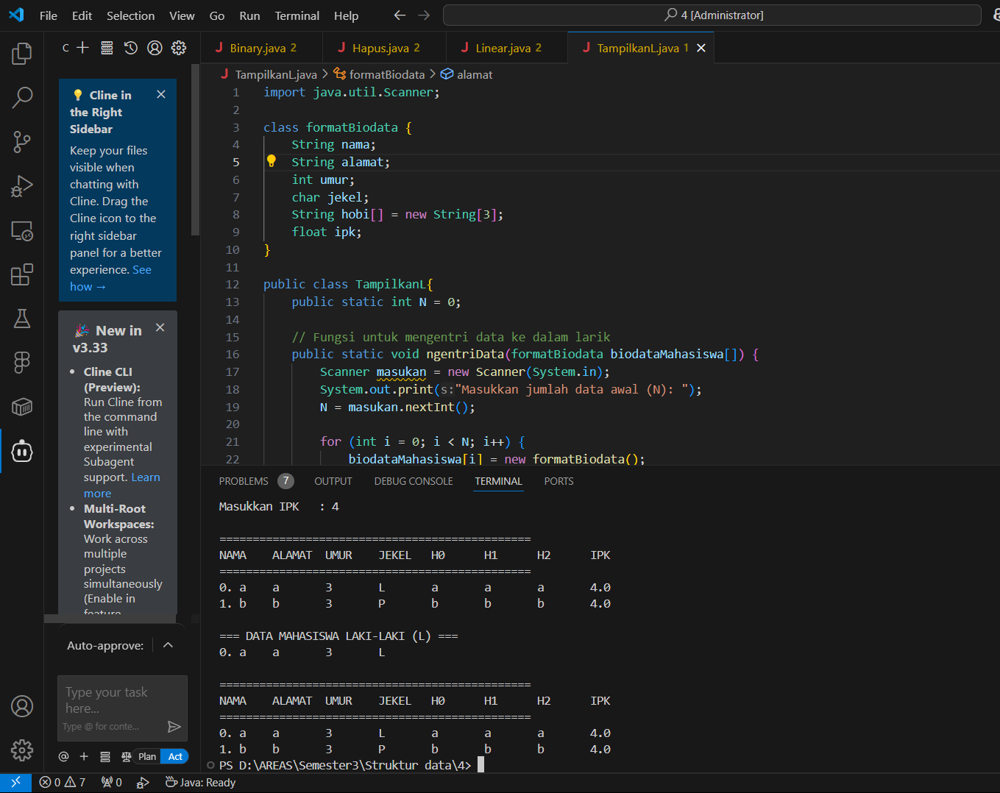 File Edit Selection View Go Run Terminal Help
4 [Administrator]
C
Binary.java 2
Hapus.java 2
Linear.java 2
TampilkanL.java 1
TampilkanL.java > formatBiodata > alamat
Cline in
the Right
Sidebar
Keep your files
visible when
chatting with
Cline. Drag the
Cline icon to the
right sidebar
panel for a better
experience. See
how →
New in
v3.33
• Cline CLI
(Preview):
Run Cline from
the command
line with
experimental
Subagent
support. Learn
more
• Multi-Root
Workspaces:
Work across
multiple
projects
simultaneously
(Enable in
feature
Auto-approve:
Type your task
here...
Type @ for conte...
@ + Plan Act
1 import java.util.Scanner;
2
3 class formatBiodata {
4 String nama;
5 String alamat;
6 int umur;
7 char jekel;
8 String hobi[] = new String[3];
9 float ipk;
10 }
11
12 public class TampilkanL{
13 public static int N = 0;
14
15 // Fungsi untuk mengentri data ke dalam larik
16 public static void ngentriData(formatBiodata biodataMahasiswa[]) {
17 Scanner masukan = new Scanner(System.in);
18 System.out.print(s:"Masukkan jumlah data awal (N): ");
19 N = masukan.nextInt();
20
21 for (int i = 0; i < N; i++) {
22 biodataMahasiswa[i] = new formatBiodata();
PROBLEMS 7 OUTPUT DEBUG CONSOLE TERMINAL PORTS
Masukkan IPK : 4
===============================================
NAMA ALAMAT UMUR JEKEL H0 H1 H2 IPK
===============================================
0. a a 3 L a a a 4.0
1. b b 3 P b b b 4.0
=== DATA MAHASISWA LAKI-LAKI (L) ===
0. a a 3 L
===============================================
NAMA ALAMAT UMUR JEKEL H0 H1 H2 IPK
===============================================
0. a a 3 L a a a 4.0
1. b b 3 P b b b 4.0
PS D:\AREAS\Semester3\Struktur data\4>
0 7 0 Java: Ready